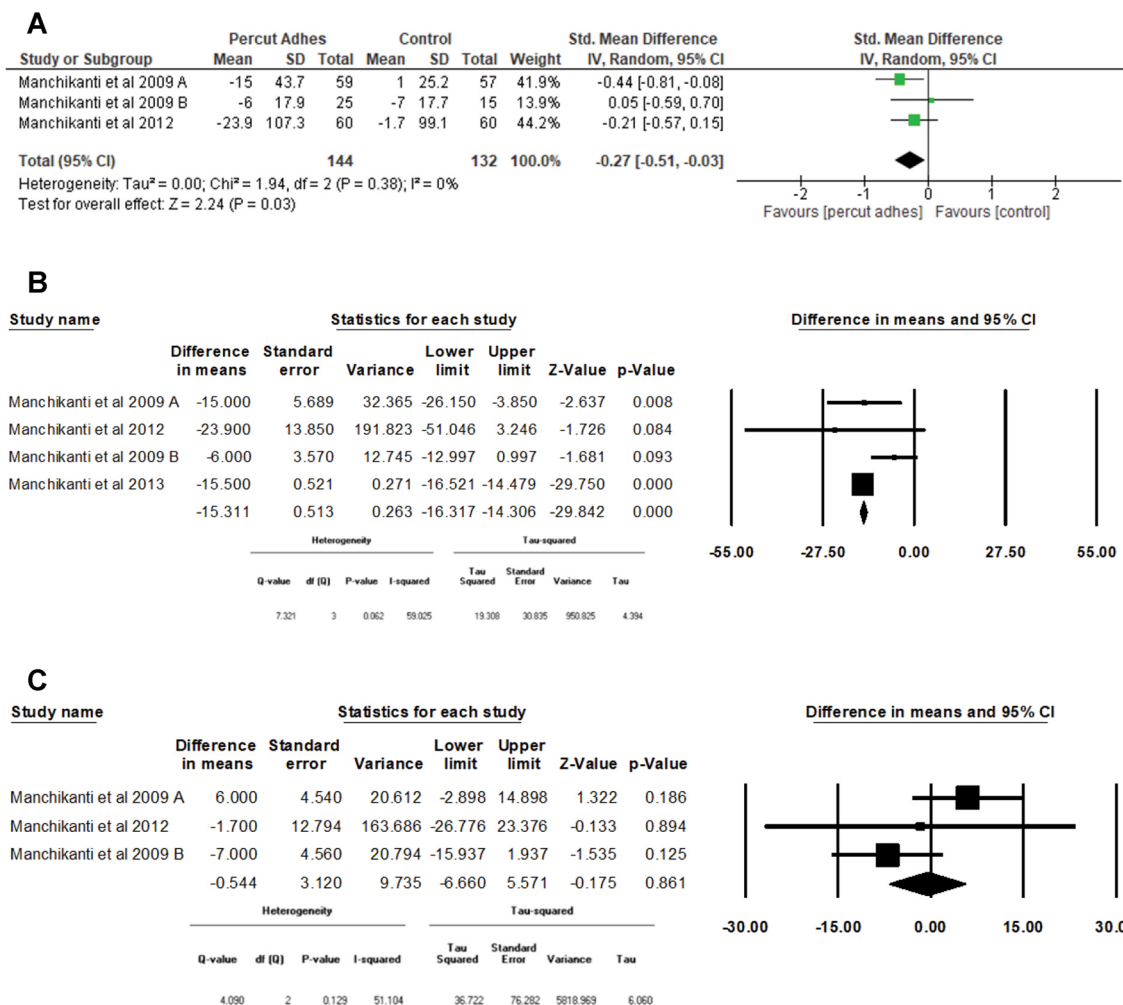 A
Percut Adhes Control Std. Mean Difference Std. Mean Difference
Study or Subgroup Mean SD Total Mean SD Total Weight IV, Random, 95% CI IV, Random, 95% CI
Manchikanti et al 2009 A -15 43.7 59 1 25.2 57 41.9% -0.44 [-0.81, -0.08]
Manchikanti et al 2009 B -6 17.9 25 -7 17.7 15 13.9% 0.05 [-0.59, 0.70]
Manchikanti et al 2012 -23.9 107.3 60 -1.7 99.1 60 44.2% -0.21 [-0.57, 0.15]
Total (95% CI) 144 132 100.0% -0.27 [-0.51, -0.03]
Heterogeneity: Tau² = 0.00; Chi² = 1.94, df = 2 (P = 0.38); I² = 0%
Test for overall effect: Z = 2.24 (P = 0.03)
-2 -1 0 1 2
Favours [percut adhes] Favours [control]
B
Study name Statistics for each study Difference in means and 95% CI
Difference Standard Lower Upper
in means error Variance limit limit Z-Value p-Value
Manchikanti et al 2009 A -15.000 5.689 32.365 -26.150 -3.850 -2.637 0.008
Manchikanti et al 2012 -23.900 13.850 191.823 -51.046 3.246 -1.726 0.084
Manchikanti et al 2009 B -6.000 3.570 12.745 -12.997 0.997 -1.681 0.093
Manchikanti et al 2013 -15.500 0.521 0.271 -16.521 -14.479 -29.750 0.000
-15.311 0.513 0.263 -16.317 -14.306 -29.842 0.000
-55.00 -27.50 0.00 27.50 55.00
Heterogeneity Tau-squared
Tau Standard
Q-value df (Q) P-value I-squared Squared Error Variance Tau
7.321 3 0.062 59.025 19.308 30.835 950.825 4.394
C
Study name Statistics for each study Difference in means and 95% CI
Difference Standard Lower Upper
in means error Variance limit limit Z-Value p-Value
Manchikanti et al 2009 A 6.000 4.540 20.612 -2.898 14.898 1.322 0.186
Manchikanti et al 2012 -1.700 12.794 163.686 -26.776 23.376 -0.133 0.894
Manchikanti et al 2009 B -7.000 4.560 20.794 -15.937 1.937 -1.535 0.125
-0.544 3.120 9.735 -6.660 5.571 -0.175 0.861
-30.00 -15.00 0.00 15.00 30.0
Heterogeneity Tau-squared
Tau Standard
Q-value df (Q) P-value I-squared Squared Error Variance Tau
4.090 2 0.129 51.104 36.722 76.282 5818.969 6.060